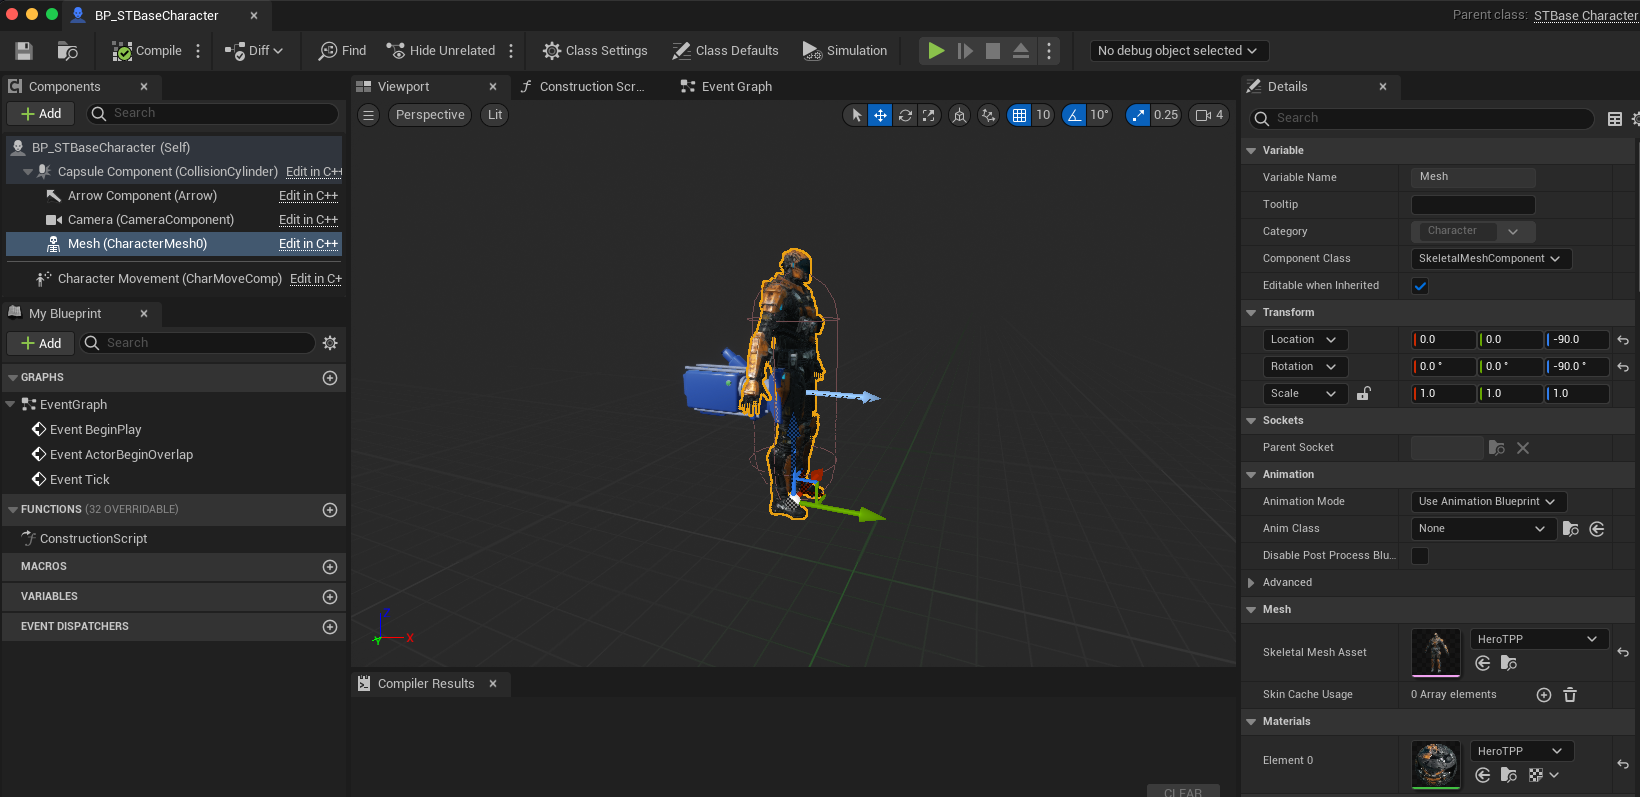 BP_STBaseCharacter
Parent class: STBase Character
Compile
Diff
Find
Hide Unrelated
Class Settings
Class Defaults
Simulation
No debug object selected
Components
Add
Search
BP_STBaseCharacter (Self)
Capsule Component (CollisionCylinder) Edit in C++
Arrow Component (Arrow) Edit in C++
Camera (CameraComponent) Edit in C++
Mesh (CharacterMesh0) Edit in C++
Character Movement (CharMoveComp) Edit in C+
My Blueprint
Add
Search
GRAPHS
EventGraph
Event BeginPlay
Event ActorBeginOverlap
Event Tick
FUNCTIONS (32 OVERRIDABLE)
ConstructionScript
MACROS
VARIABLES
EVENT DISPATCHERS
Viewport
Construction Scr...
Event Graph
Perspective
Lit
10
10°
0.25
4
Z
X
Y
Compiler Results
CLEAR
Details
Search
Variable
Variable Name Mesh
Tooltip
Category Character
Component Class SkeletalMeshComponent
Editable when Inherited
Transform
Location 0.0 0.0 -90.0
Rotation 0.0 ° 0.0 ° -90.0 °
Scale 1.0 1.0 1.0
Sockets
Parent Socket
Animation
Animation Mode Use Animation Blueprint
Anim Class None
Disable Post Process Blu...
Advanced
Mesh
Skeletal Mesh Asset HeroTPP
Skin Cache Usage 0 Array elements
Materials
Element 0 HeroTPP